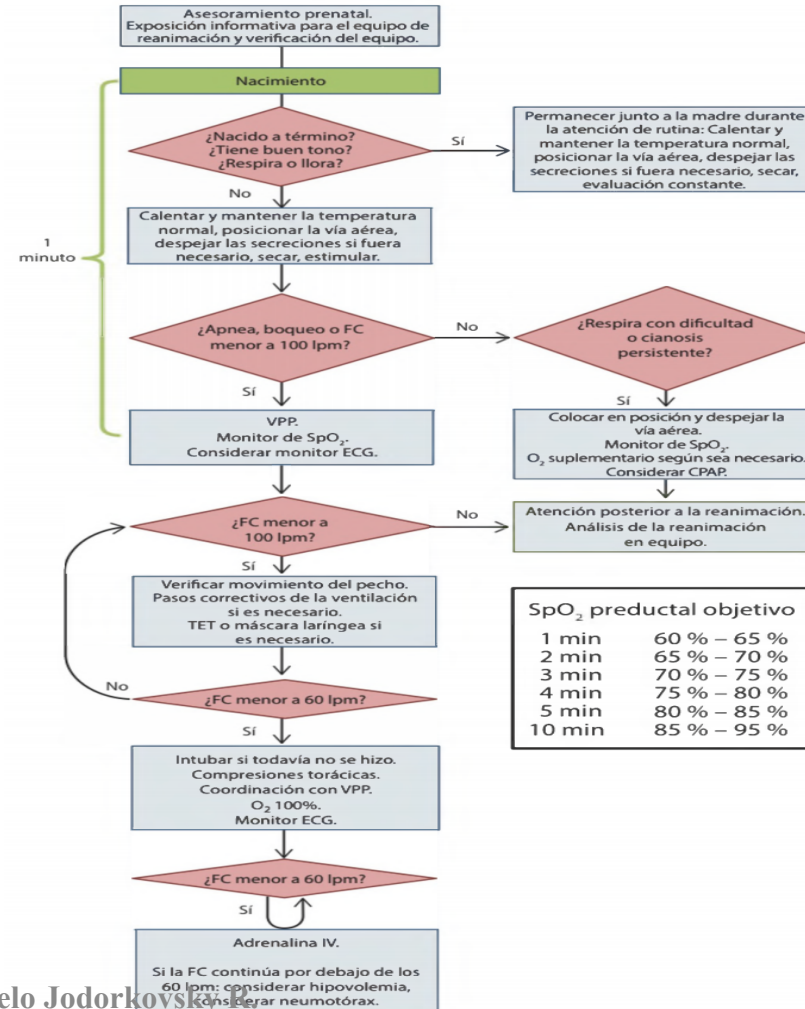 Asesoramiento prenatal.
Exposición informativa para el equipo de
reanimación y verificación del equipo.
Nacimiento
¿Nacido a término?
¿Tiene buen tono?
¿Respira o llora?
Sí
Permanecer junto a la madre durante
la atención de rutina: Calentar y
mantener la temperatura normal,
posicionar la vía aérea, despejar las
secreciones si fuera necesario, secar,
evaluación constante.
No
Calentar y mantener la temperatura
normal, posicionar la vía aérea,
despejar las secreciones si fuera
necesario, secar, estimular.
1
minuto
¿Apnea, boqueo o FC
menor a 100 lpm?
No
¿Respira con dificultad
o cianosis
persistente?
Sí
Sí
VPP.
Monitor de SpO₂.
Considerar monitor ECG.
Colocar en posición y despejar la
vía aérea.
Monitor de SpO₂.
O₂ suplementario según sea necesario.
Considerar CPAP.
¿FC menor a
100 lpm?
No
Atención posterior a la reanimación.
Análisis de la reanimación
en equipo.
Sí
Verificar movimiento del pecho.
Pasos correctivos de la ventilación
si es necesario.
TET o máscara laríngea si
es necesario.
No
¿FC menor a 60 lpm?
Sí
Intubar si todavía no se hizo.
Compresiones torácicas.
Coordinación con VPP.
O₂ 100%.
Monitor ECG.
¿FC menor a 60 lpm?
Sí
Adrenalina IV.
Si la FC continúa por debajo de los
60 lpm: considerar hipovolemia,
considerar neumotórax.
SpO₂ preductal objetivo
1 min 60 % – 65 %
2 min 65 % – 70 %
3 min 70 % – 75 %
4 min 75 % – 80 %
5 min 80 % – 85 %
10 min 85 % – 95 %
elo Jodorkovsky R.